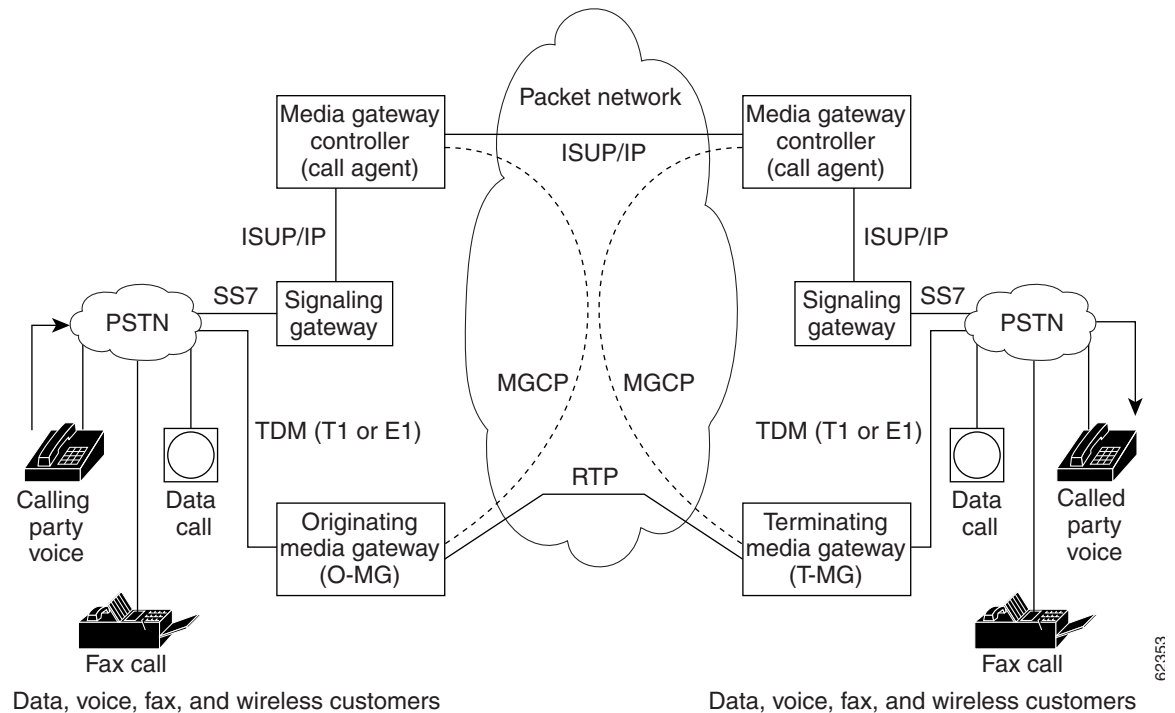 Packet network
Media gateway
controller
(call agent)
Media gateway
controller
(call agent)
ISUP/IP
ISUP/IP
ISUP/IP
SS7
Signaling
gateway
Signaling
gateway
SS7
PSTN
PSTN
MGCP
MGCP
TDM (T1 or E1)
TDM (T1 or E1)
RTP
Calling
party
voice
Data
call
Originating
media gateway
(O-MG)
Terminating
media gateway
(T-MG)
Data
call
Called
party
voice
Fax call
Fax call
62353
Data, voice, fax, and wireless customers
Data, voice, fax, and wireless customers